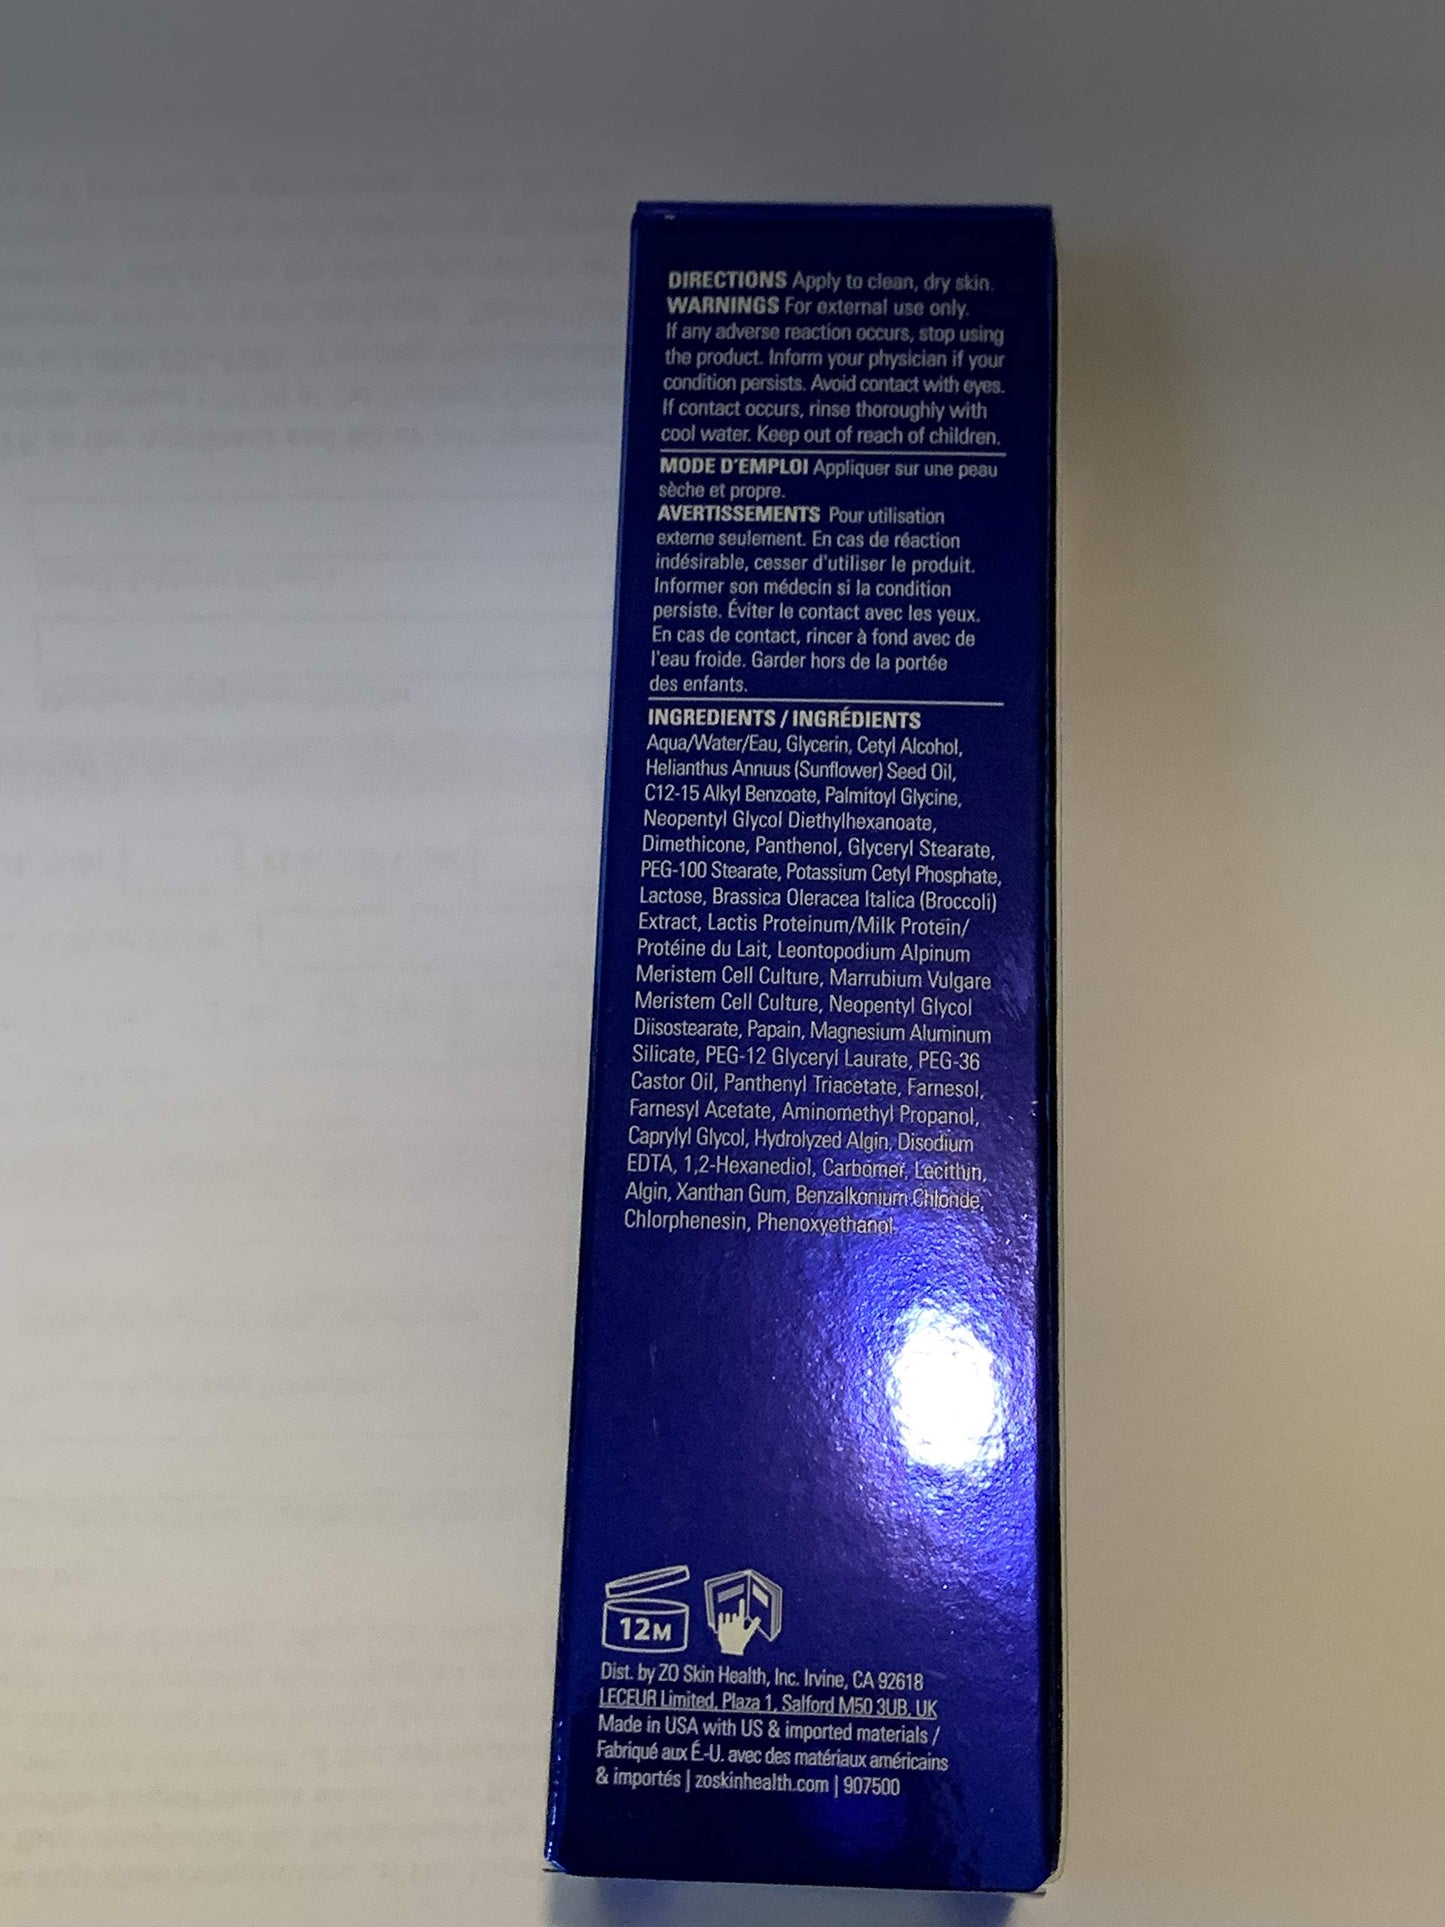 DIRECTIONS Apply to clean, dry skin.
WARNINGS For external use only.
If any adverse reaction occurs, stop using
the product. Inform your physician if your
condition persists. Avoid contact with eyes.
If contact occurs, rinse thoroughly with
cool water. Keep out of reach of children.
MODE D'EMPLOI Appliquer sur une peau
sèche et propre.
AVERTISSEMENTS Pour utilisation
externe seulement. En cas de réaction
indésirable, cesser d'utiliser le produit.
Informer son médecin si la condition
persiste. Éviter le contact avec les yeux.
En cas de contact, rincer à fond avec de
l'eau froide. Garder hors de la portée
des enfants.
INGREDIENTS / INGRÉDIENTS
Aqua/Water/Eau, Glycerin, Cetyl Alcohol,
Helianthus Annuus (Sunflower) Seed Oil,
C12-15 Alkyl Benzoate, Palmitoyl Glycine,
Neopentyl Glycol Diethylhexanoate,
Dimethicone, Panthenol, Glyceryl Stearate,
PEG-100 Stearate, Potassium Cetyl Phosphate,
Lactose, Brassica Oleracea Italica (Broccoli)
Extract, Lactis Proteinum/Milk Protein/
Protéine du Lait, Leontopodium Alpinum
Meristem Cell Culture, Marrubium Vulgare
Meristem Cell Culture, Neopentyl Glycol
Diisostearate, Papain, Magnesium Aluminum
Silicate, PEG-12 Glyceryl Laurate, PEG-36
Castor Oil, Panthenyl Triacetate, Farnesol,
Farnesyl Acetate, Aminomethyl Propanol,
Caprylyl Glycol, Hydrolyzed Algin, Disodium
EDTA, 1,2-Hexanediol, Carbomer, Lecithin,
Algin, Xanthan Gum, Benzalkonium Chloride,
Chlorphenesin, Phenoxyethanol.
12M
Dist. by ZO Skin Health, Inc. Irvine, CA 92618
LECEUR Limited, Plaza 1, Salford M50 3UB, UK
Made in USA with US & imported materials /
Fabriqué aux É.-U. avec des matériaux américains
& importés | zoskinhealth.com | 907500